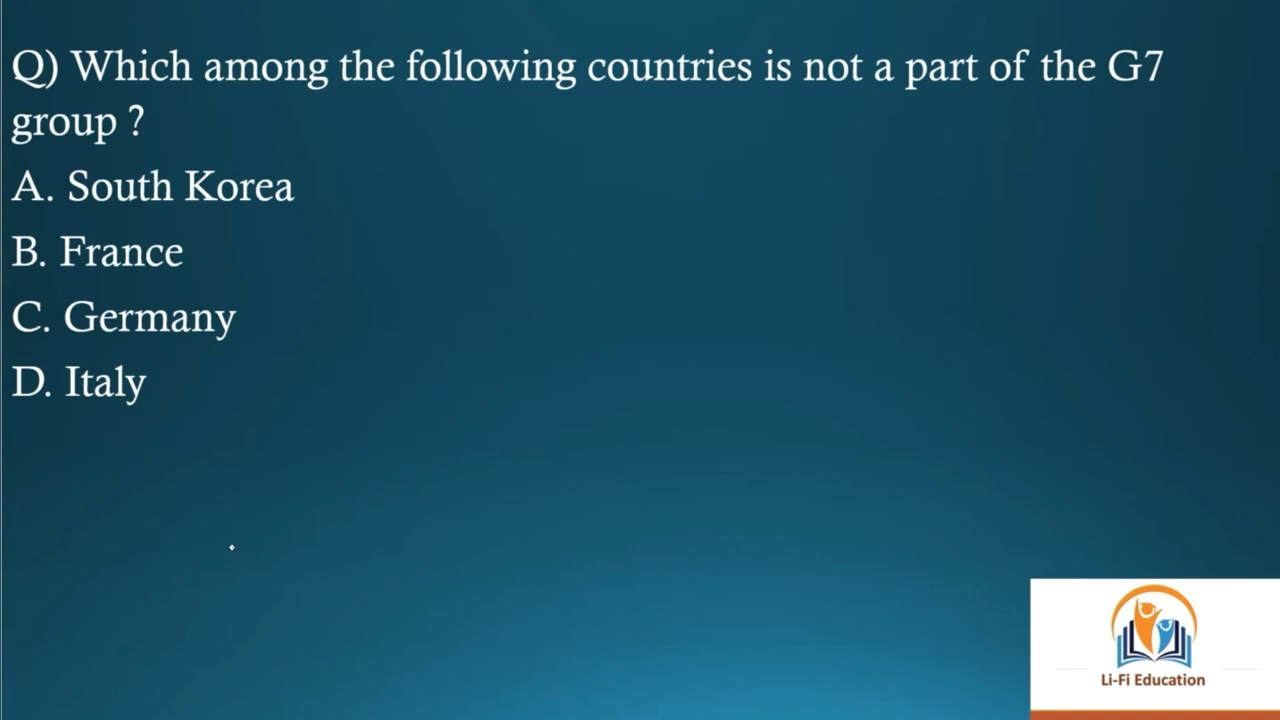 Q) Which among the following countries is not a part of the G7
group ?
A. South Korea
B. France
C. Germany
D. Italy
Li-Fi Education